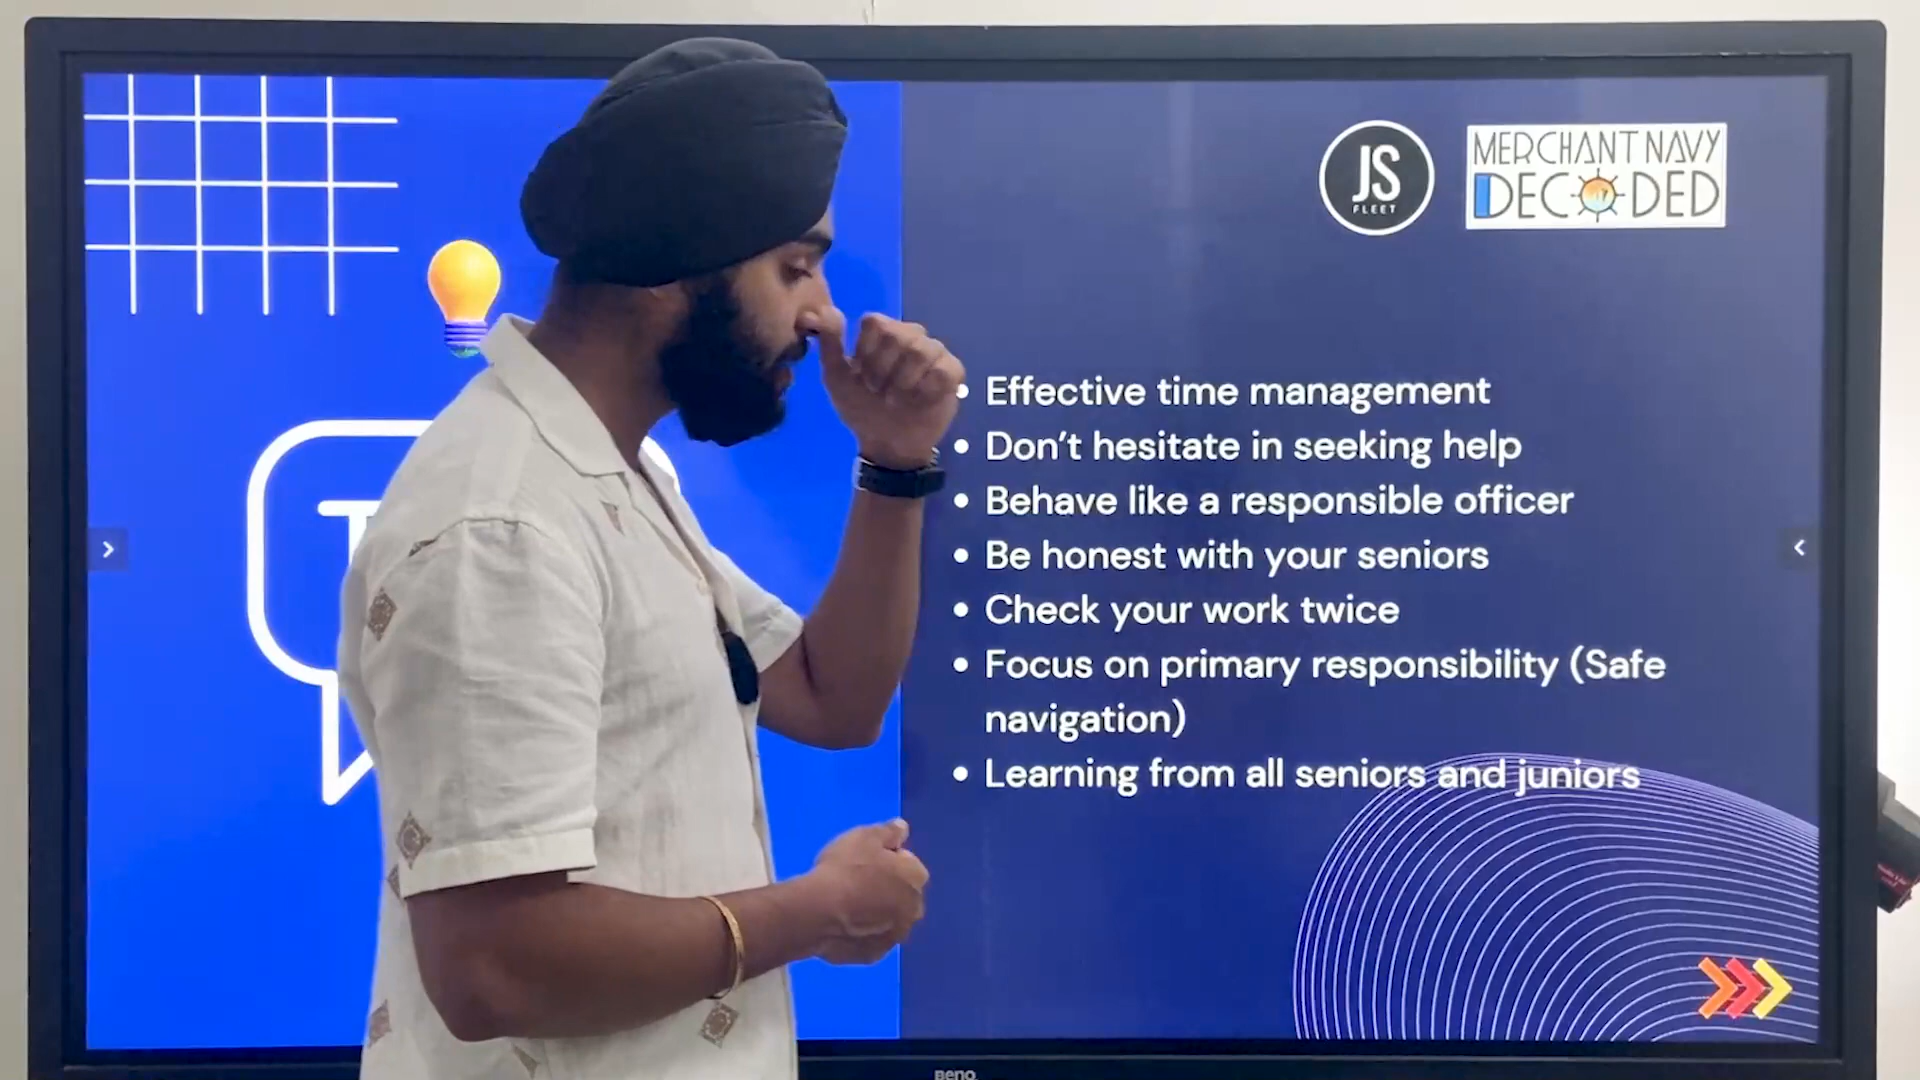 JS
FLEET
MERCHANT NAVY
DECODED
• Effective time management
• Don't hesitate in seeking help
• Behave like a responsible officer
• Be honest with your seniors
• Check your work twice
• Focus on primary responsibility (Safe
navigation)
• Learning from all seniors and juniors
BenQ